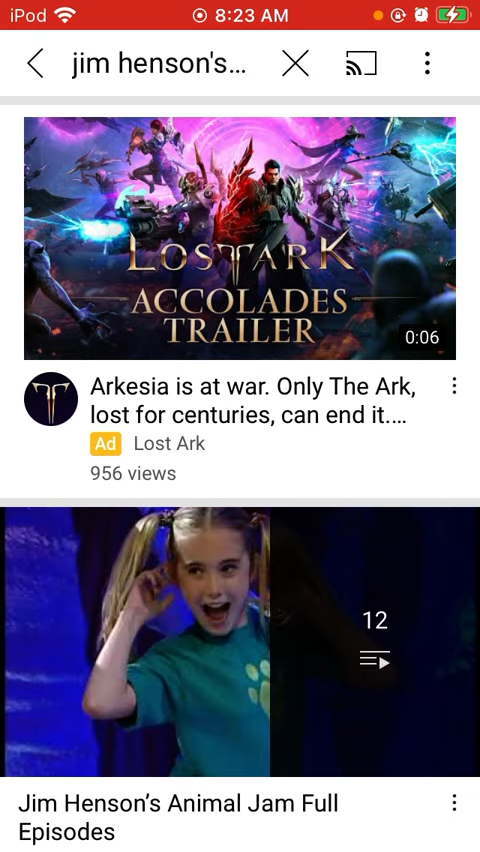 iPod 8:23 AM
jim henson's...
LOST ARK
ACCOLADES
TRAILER
0:06
Arkesia is at war. Only The Ark,
lost for centuries, can end it....
Ad Lost Ark
956 views
12
Jim Henson’s Animal Jam Full
Episodes